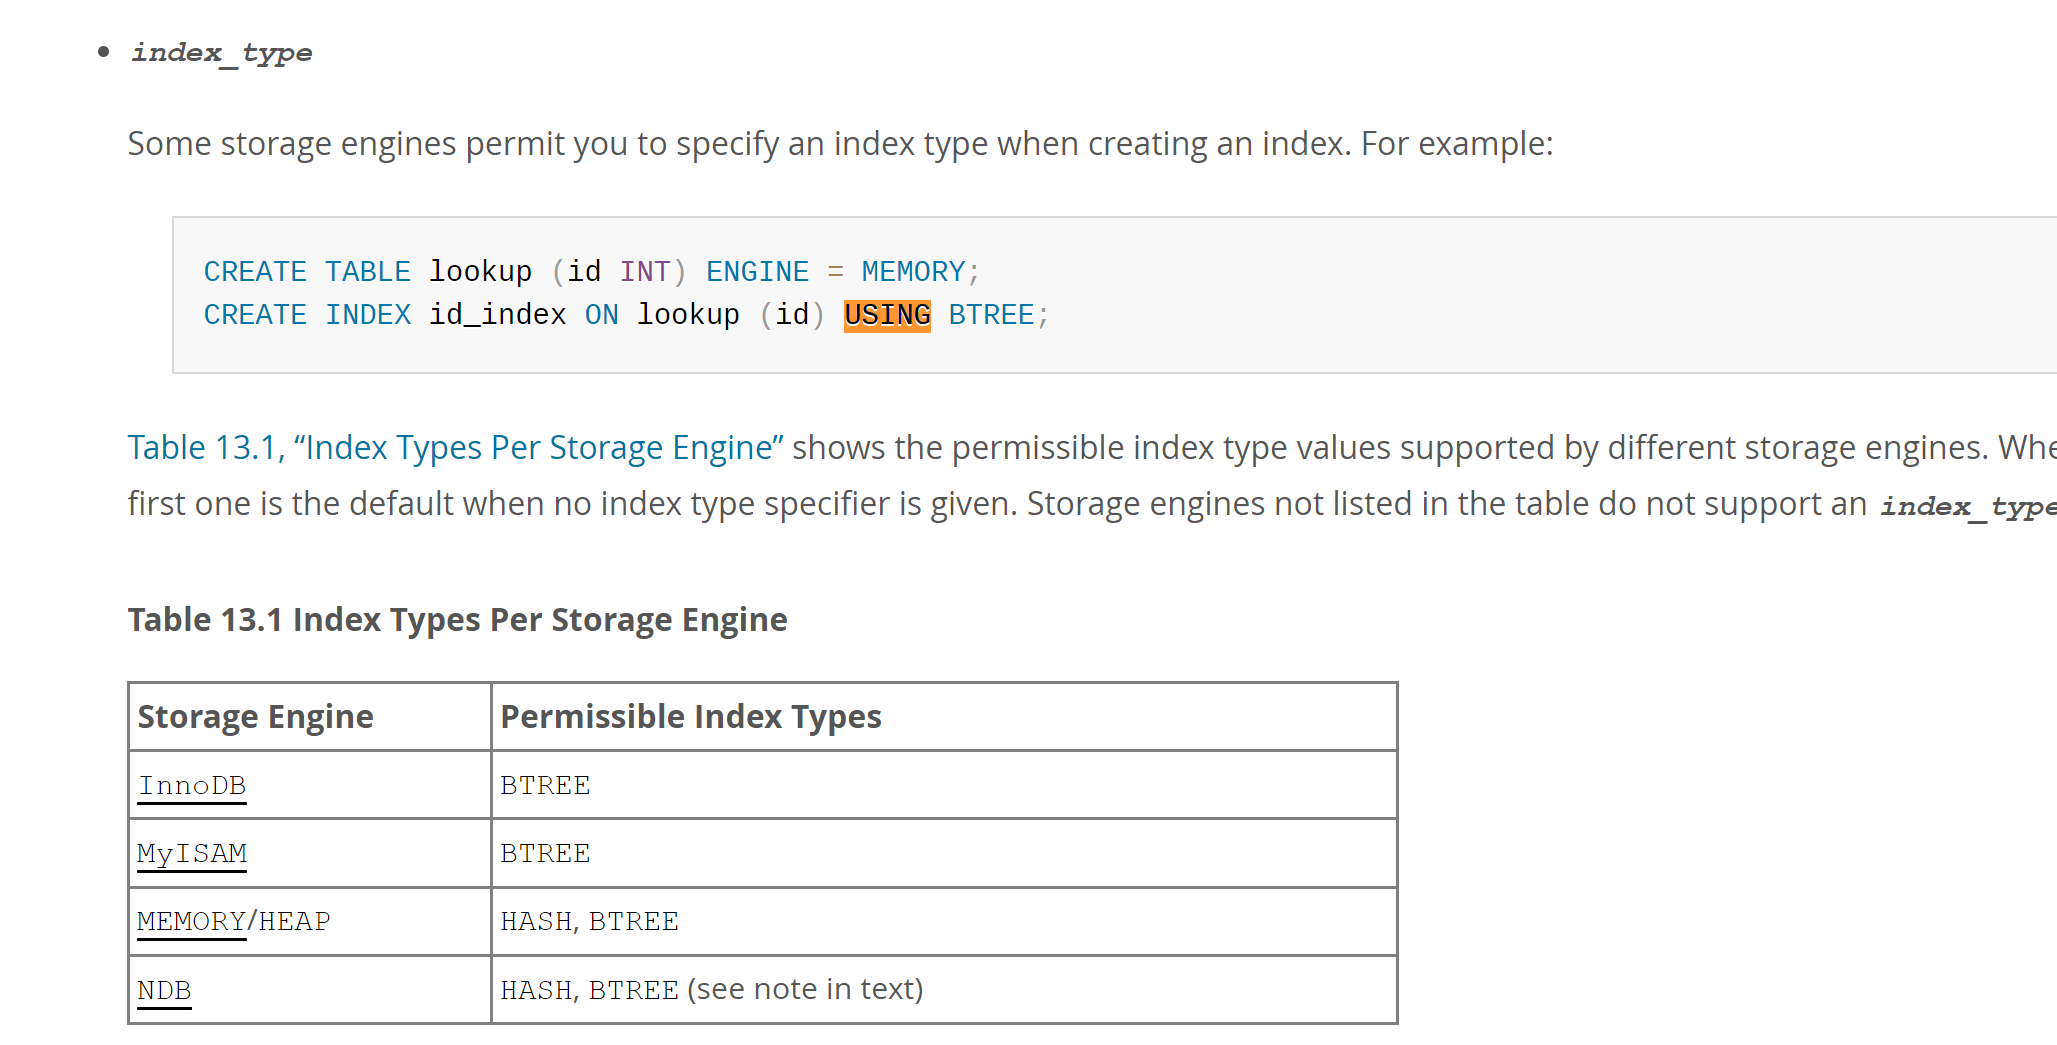 • index_type
Some storage engines permit you to specify an index type when creating an index. For example:
CREATE TABLE lookup (id INT) ENGINE = MEMORY;
CREATE INDEX id_index ON lookup (id) USING BTREE;
Table 13.1, “Index Types Per Storage Engine” shows the permissible index type values supported by different storage engines.
first one is the default when no index type specifier is given. Storage engines not listed in the table do not support an index_type
Table 13.1 Index Types Per Storage Engine
Storage Engine Permissible Index Types
InnoDB BTREE
MyISAM BTREE
MEMORY/HEAP HASH, BTREE
NDB HASH, BTREE (see note in text)